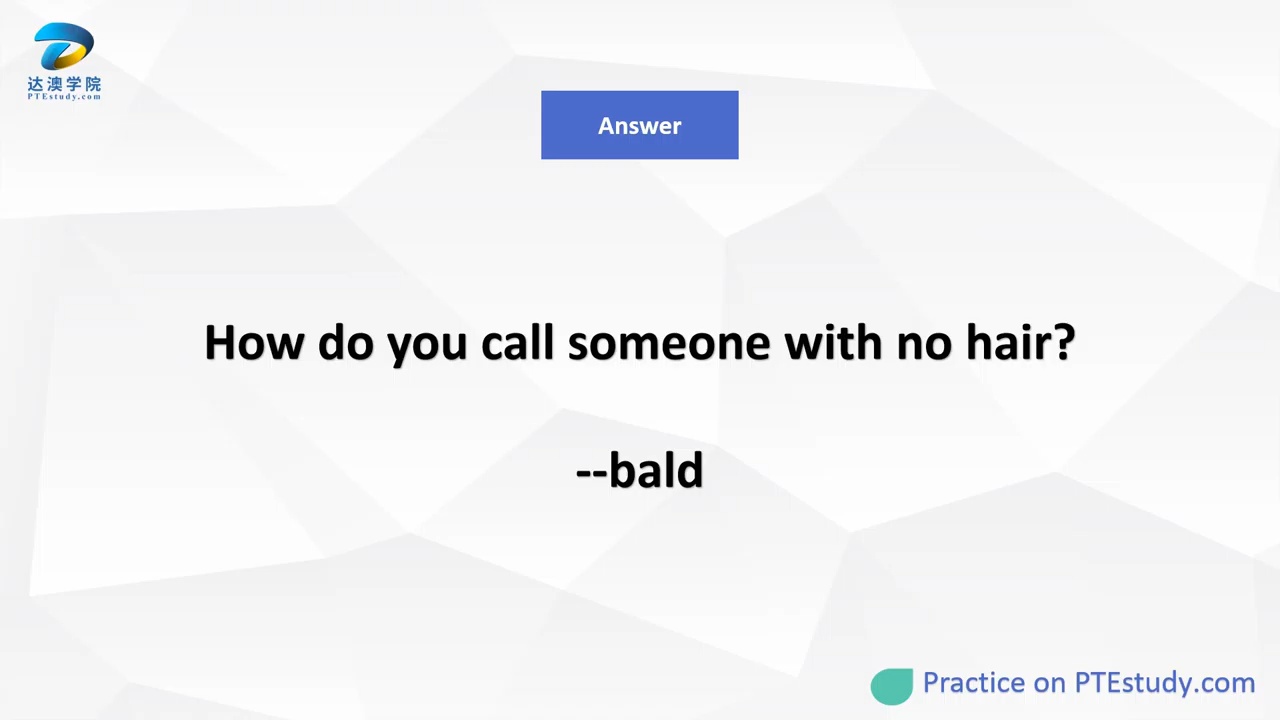 达澳学院
PTEstudy.com
Answer
How do you call someone with no hair?
--bald
Practice on PTEstudy.com